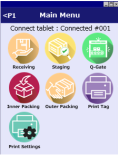 <P1 Main Menu
Connect tablet : Connected #001
Receiving Staging Q-Gate
Inner Packing Outer Packing Print Tag
Print Settings